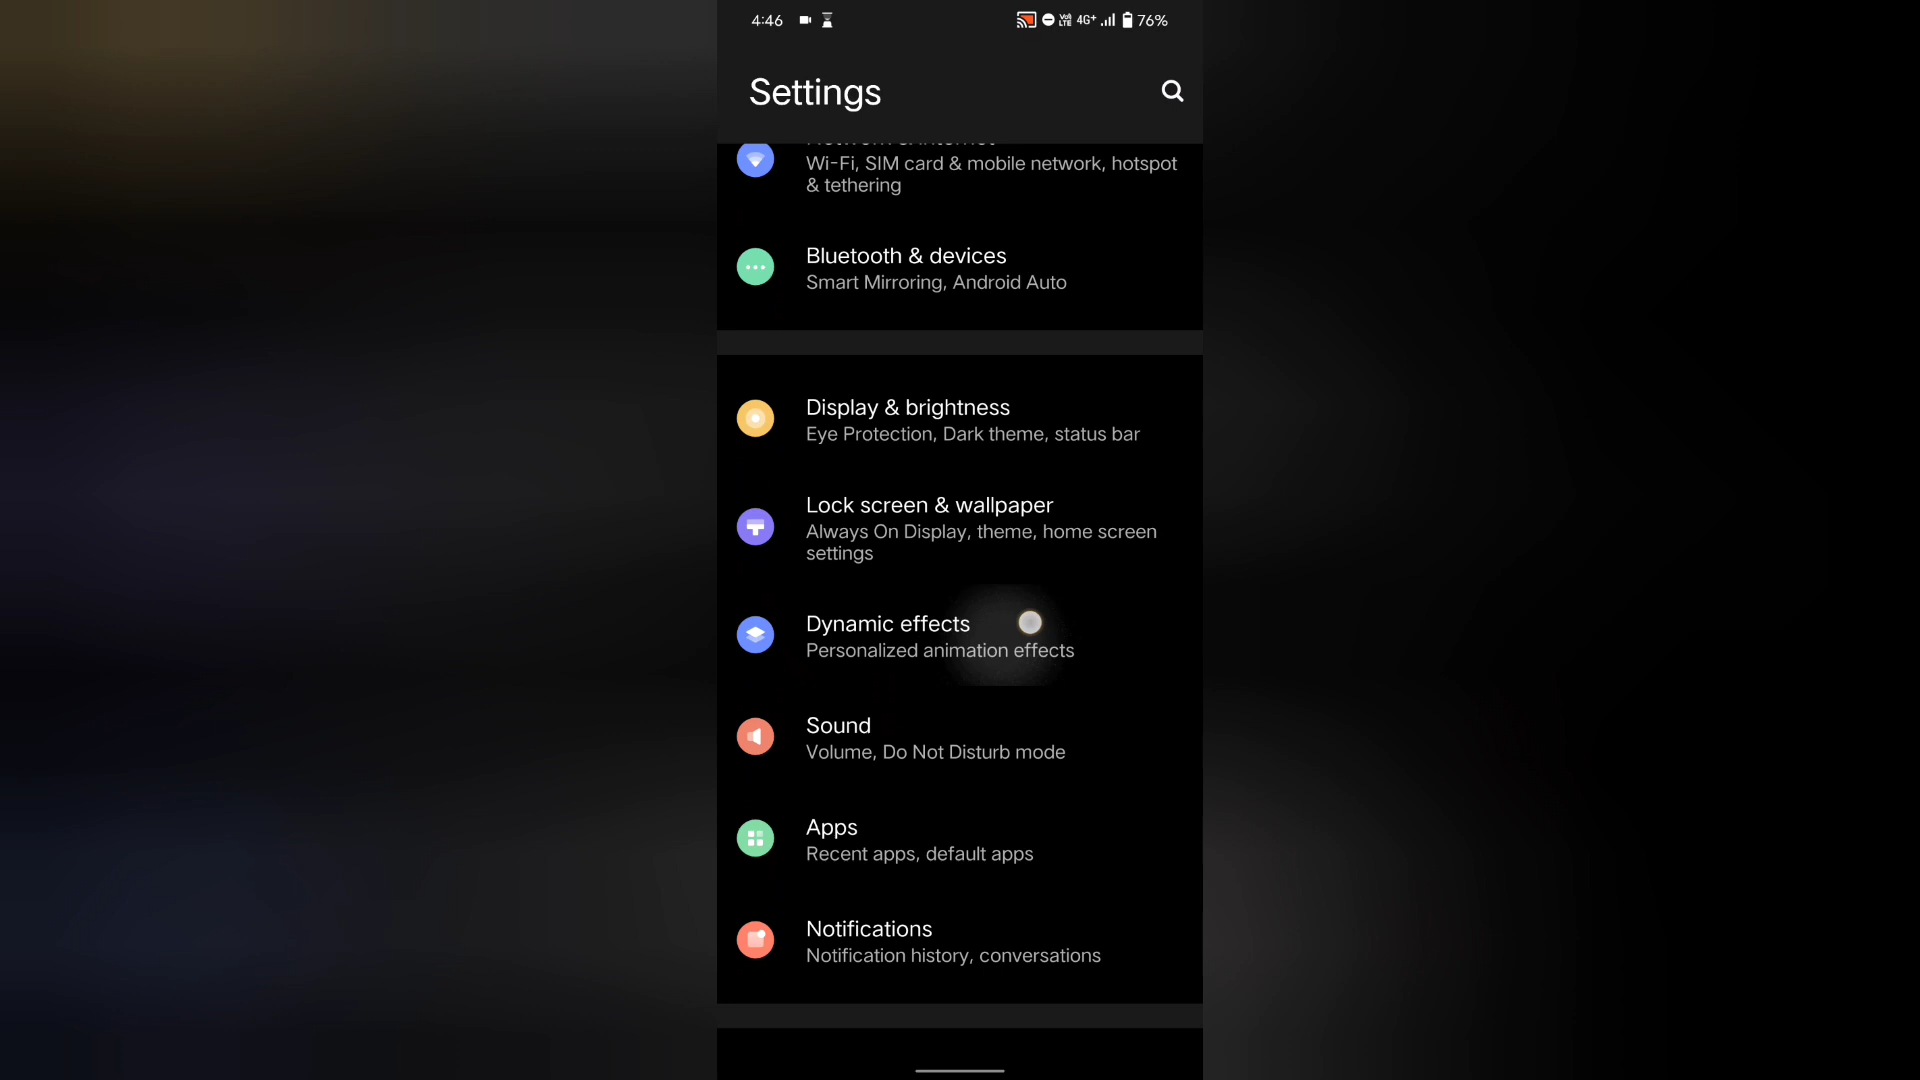 4:46
Vo) LTE 4G+ 76%
Settings
Wi-Fi, SIM card & mobile network, hotspot
& tethering
Bluetooth & devices
Smart Mirroring, Android Auto
Display & brightness
Eye Protection, Dark theme, status bar
Lock screen & wallpaper
Always On Display, theme, home screen
settings
Dynamic effects
Personalized animation effects
Sound
Volume, Do Not Disturb mode
Apps
Recent apps, default apps
Notifications
Notification history, conversations